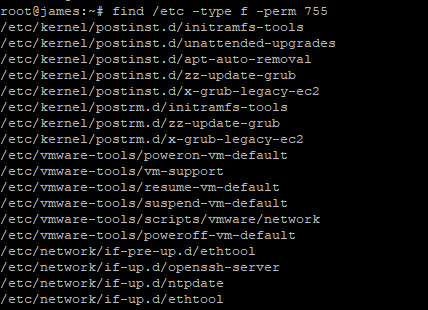 root@james:~# find /etc -type f -perm 755
/etc/kernel/postinst.d/initramfs-tools
/etc/kernel/postinst.d/unattended-upgrades
/etc/kernel/postinst.d/apt-auto-removal
/etc/kernel/postinst.d/zz-update-grub
/etc/kernel/postinst.d/x-grub-legacy-ec2
/etc/kernel/postrm.d/initramfs-tools
/etc/kernel/postrm.d/zz-update-grub
/etc/kernel/postrm.d/x-grub-legacy-ec2
/etc/vmware-tools/poweron-vm-default
/etc/vmware-tools/vm-support
/etc/vmware-tools/resume-vm-default
/etc/vmware-tools/suspend-vm-default
/etc/vmware-tools/scripts/vmware/network
/etc/vmware-tools/poweroff-vm-default
/etc/network/if-pre-up.d/ethtool
/etc/network/if-up.d/openssh-server
/etc/network/if-up.d/ntpdate
/etc/network/if-up.d/ethtool